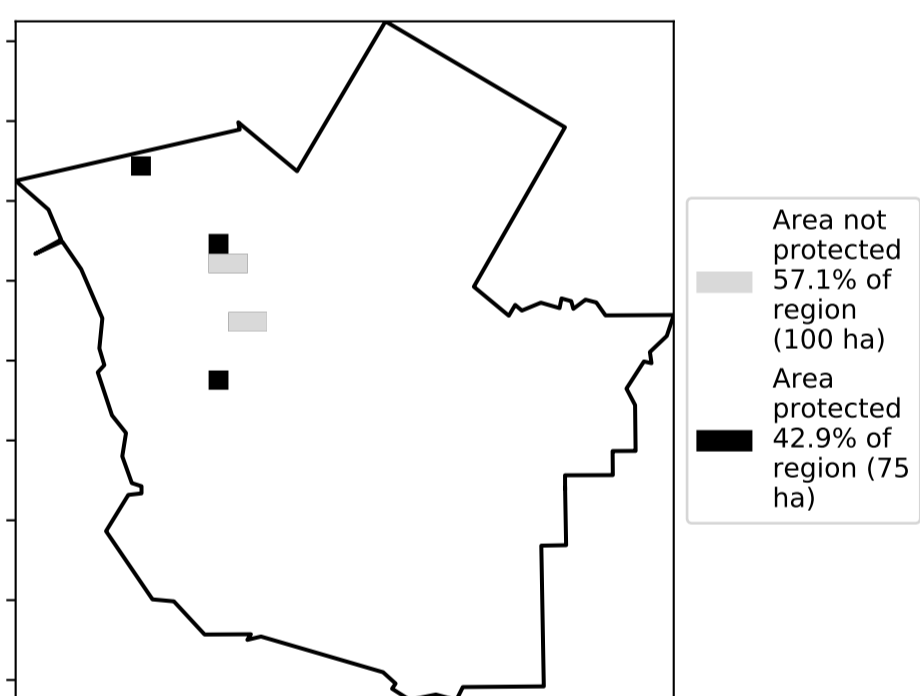 Area not
protected
57.1% of
region
(100 ha)
Area
protected
42.9% of
region (75
ha)